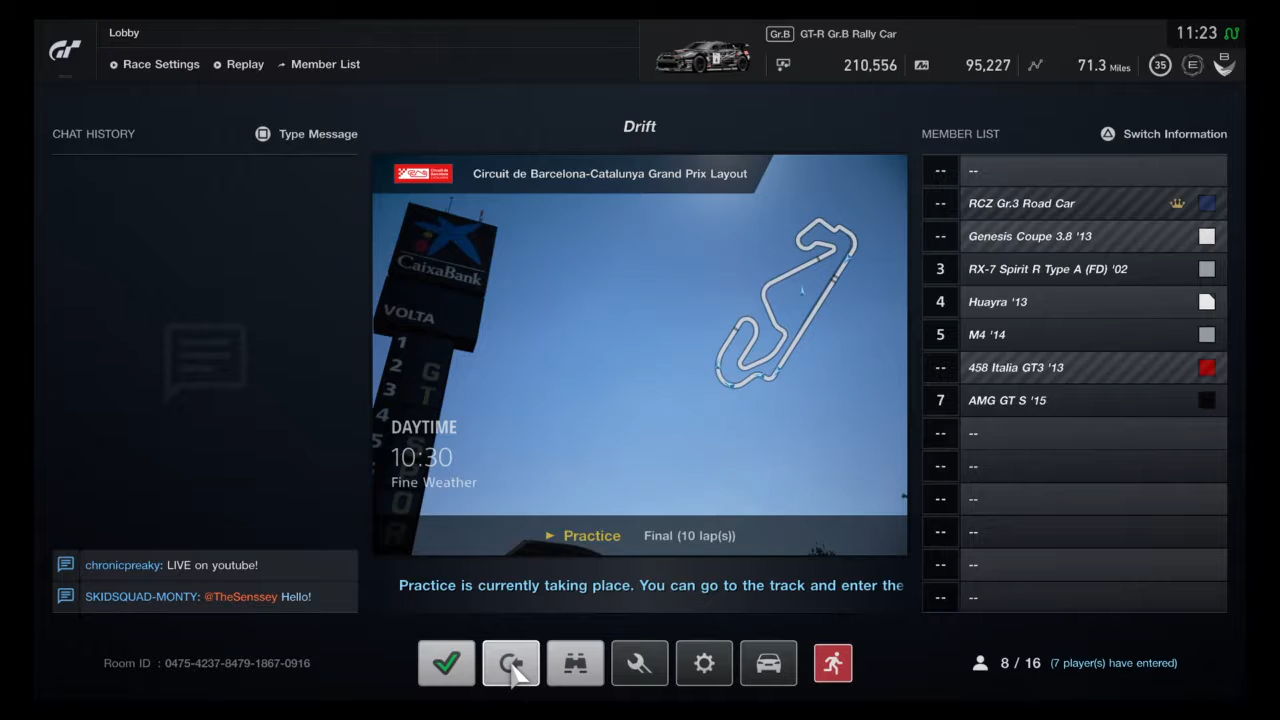 Lobby
Race Settings Replay Member List
Gr.B GT-R Gr.B Rally Car
210,556 95,227 71.3 Miles 35 E B
11:23
CHAT HISTORY Type Message
Drift
MEMBER LIST Switch Information
Circuit de Barcelona-Catalunya Grand Prix Layout
CaixaBank
VOLTA
1
2 G
3 T
4 S
5 B
O
R
DAYTIME
10:30
Fine Weather
Practice Final (10 lap(s))
Practice is currently taking place. You can go to the track and enter the
-- --
-- RCZ Gr.3 Road Car
-- Genesis Coupe 3.8 '13
3 RX-7 Spirit R Type A (FD) '02
4 Huayra '13
5 M4 '14
-- 458 Italia GT3 '13
7 AMG GT S '15
-- --
-- --
-- --
-- --
-- --
-- --
chronicpreaky: LIVE on youtube!
SKIDSQUAD-MONTY: @TheSenssey Hello!
Room ID : 0475-4237-8479-1867-0916
8 / 16 (7 player(s) have entered)